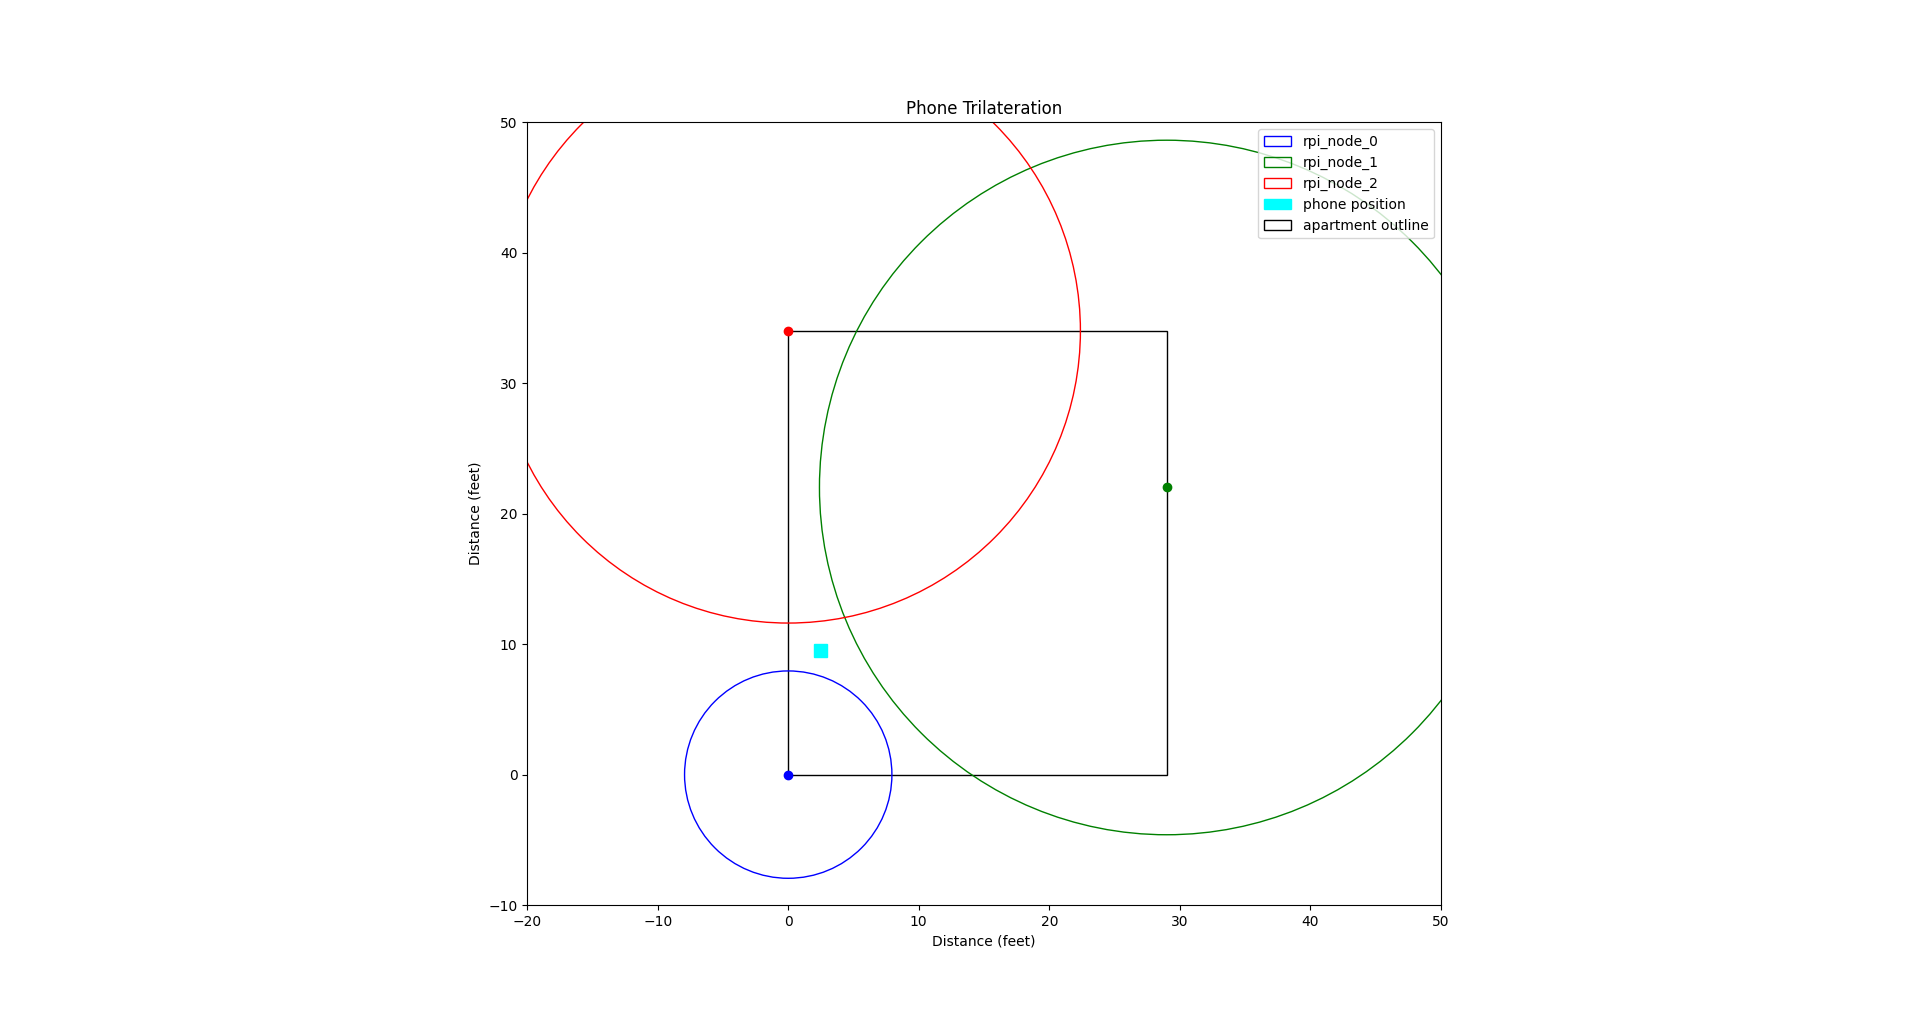 Phone Trilateration
rpi_node_0
rpi_node_1
rpi_node_2
phone position
apartment outline
50
40
30
20
10
0
−10
Distance (feet)
−20
−10
0
10
20
30
40
50
Distance (feet)